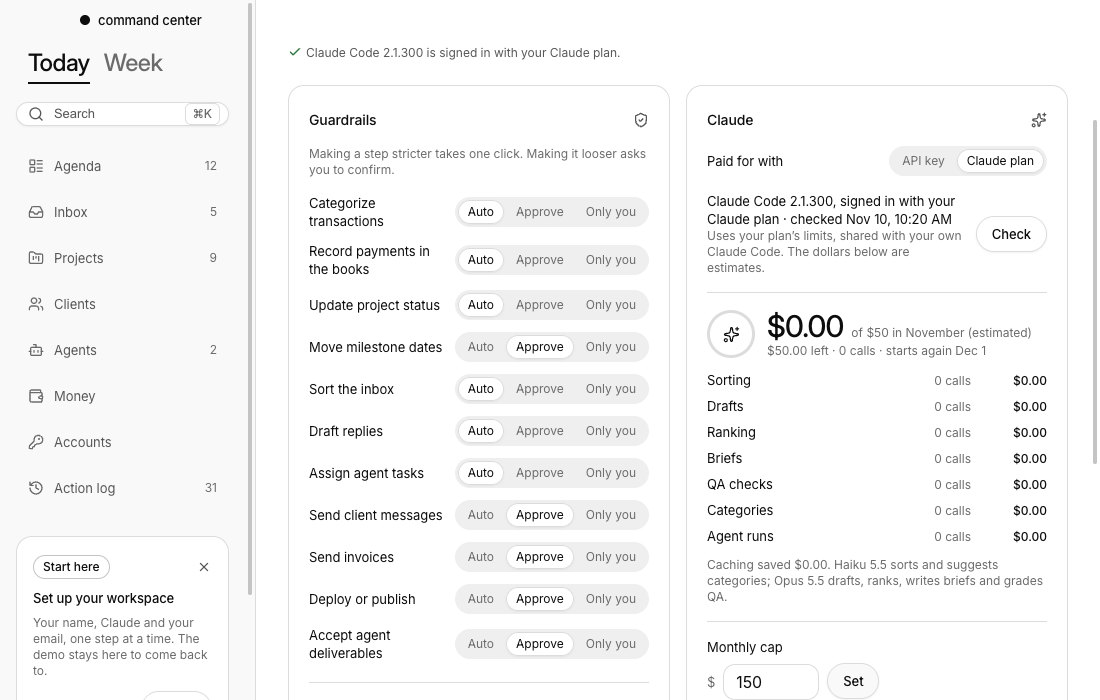 command center
Today Week
Search ⌘K
Agenda 12
Inbox 5
Projects 9
Clients
Agents 2
Money
Accounts
Action log 31
Start here
Set up your workspace
Your name, Claude and your
email, one step at a time. The
demo stays here to come back
to.
Claude Code 2.1.300 is signed in with your Claude plan.
Guardrails
Making a step stricter takes one click. Making it looser asks
you to confirm.
Categorize
transactions
Auto Approve Only you
Record payments in
the books
Auto Approve Only you
Update project status Auto Approve Only you
Move milestone dates Auto Approve Only you
Sort the inbox Auto Approve Only you
Draft replies Auto Approve Only you
Assign agent tasks Auto Approve Only you
Send client messages Auto Approve Only you
Send invoices Auto Approve Only you
Deploy or publish Auto Approve Only you
Accept agent
deliverables
Auto Approve Only you
Claude
Paid for with API key Claude plan
Claude Code 2.1.300, signed in with your
Claude plan · checked Nov 10, 10:20 AM
Uses your plan's limits, shared with your own
Claude Code. The dollars below are
estimates.
Check
$0.00 of $50 in November (estimated)
$50.00 left · 0 calls · starts again Dec 1
Sorting 0 calls $0.00
Drafts 0 calls $0.00
Ranking 0 calls $0.00
Briefs 0 calls $0.00
QA checks 0 calls $0.00
Categories 0 calls $0.00
Agent runs 0 calls $0.00
Caching saved $0.00. Haiku 5.5 sorts and suggests
categories; Opus 5.5 drafts, ranks, writes briefs and grades
QA.
Monthly cap
$ 150 Set